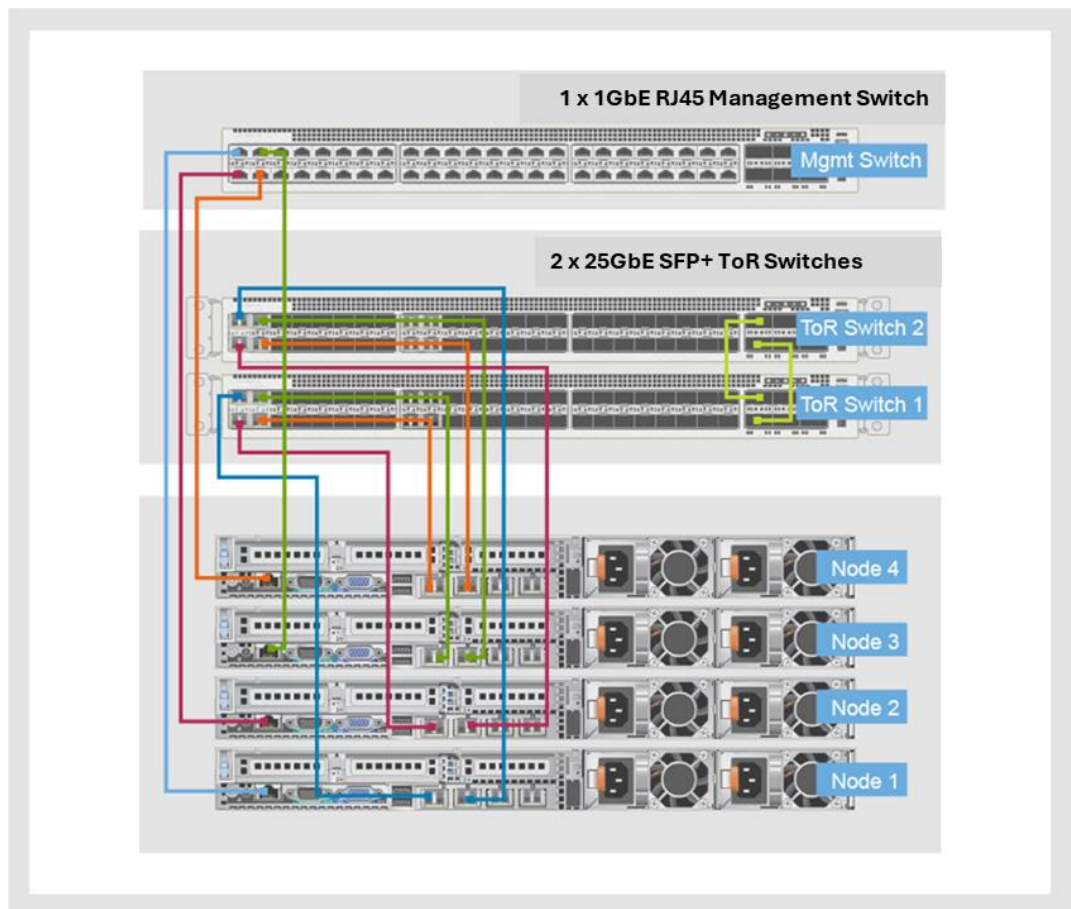 1 x 1GbE RJ45 Management Switch
Mgmt Switch
2 x 25GbE SFP+ ToR Switches
ToR Switch 2
ToR Switch 1
Node 4
Node 3
Node 2
Node 1